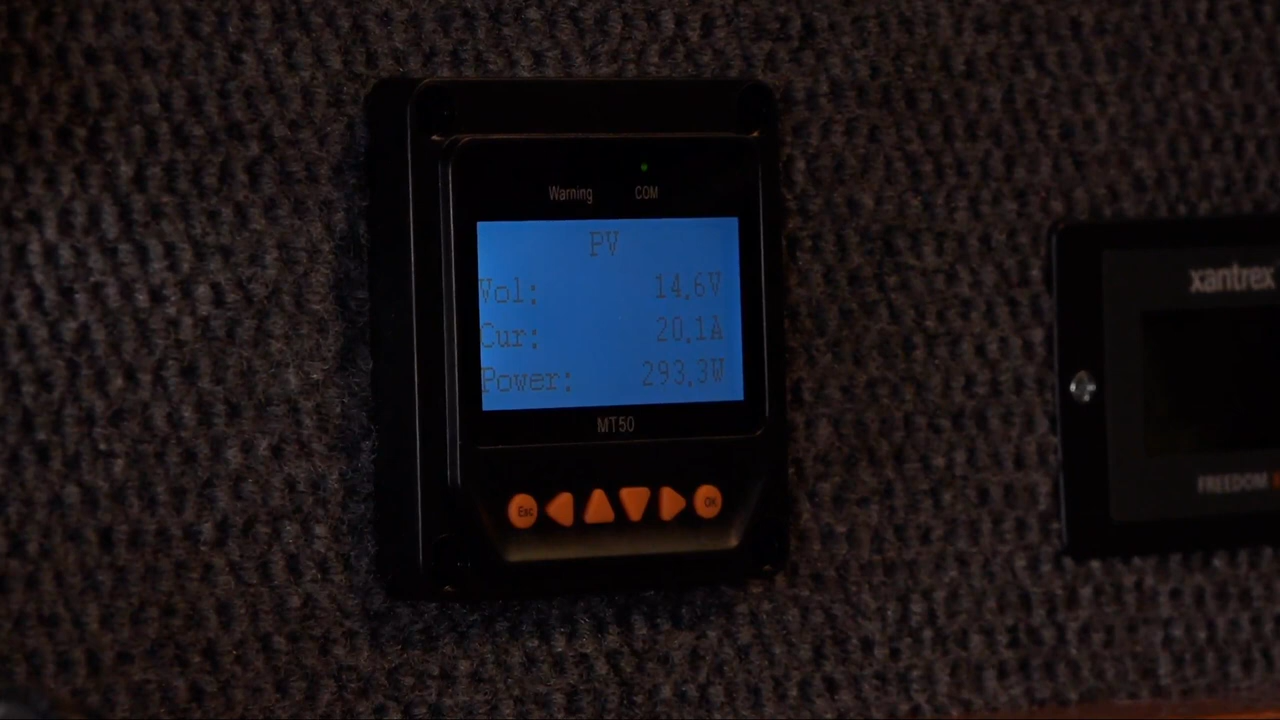 Warning COM
PV
Vol: 14.6V
Cur: 20.1A
Power: 293.3W
MT50
Esc OK
xantrex
FREEDOM